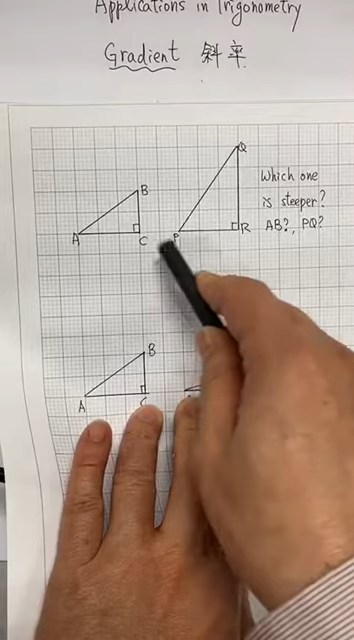 Applications in Trigonometry
Gradient 斜率
Q
B
Which one
is steeper?
A C P R AB?, PQ?
B
A C